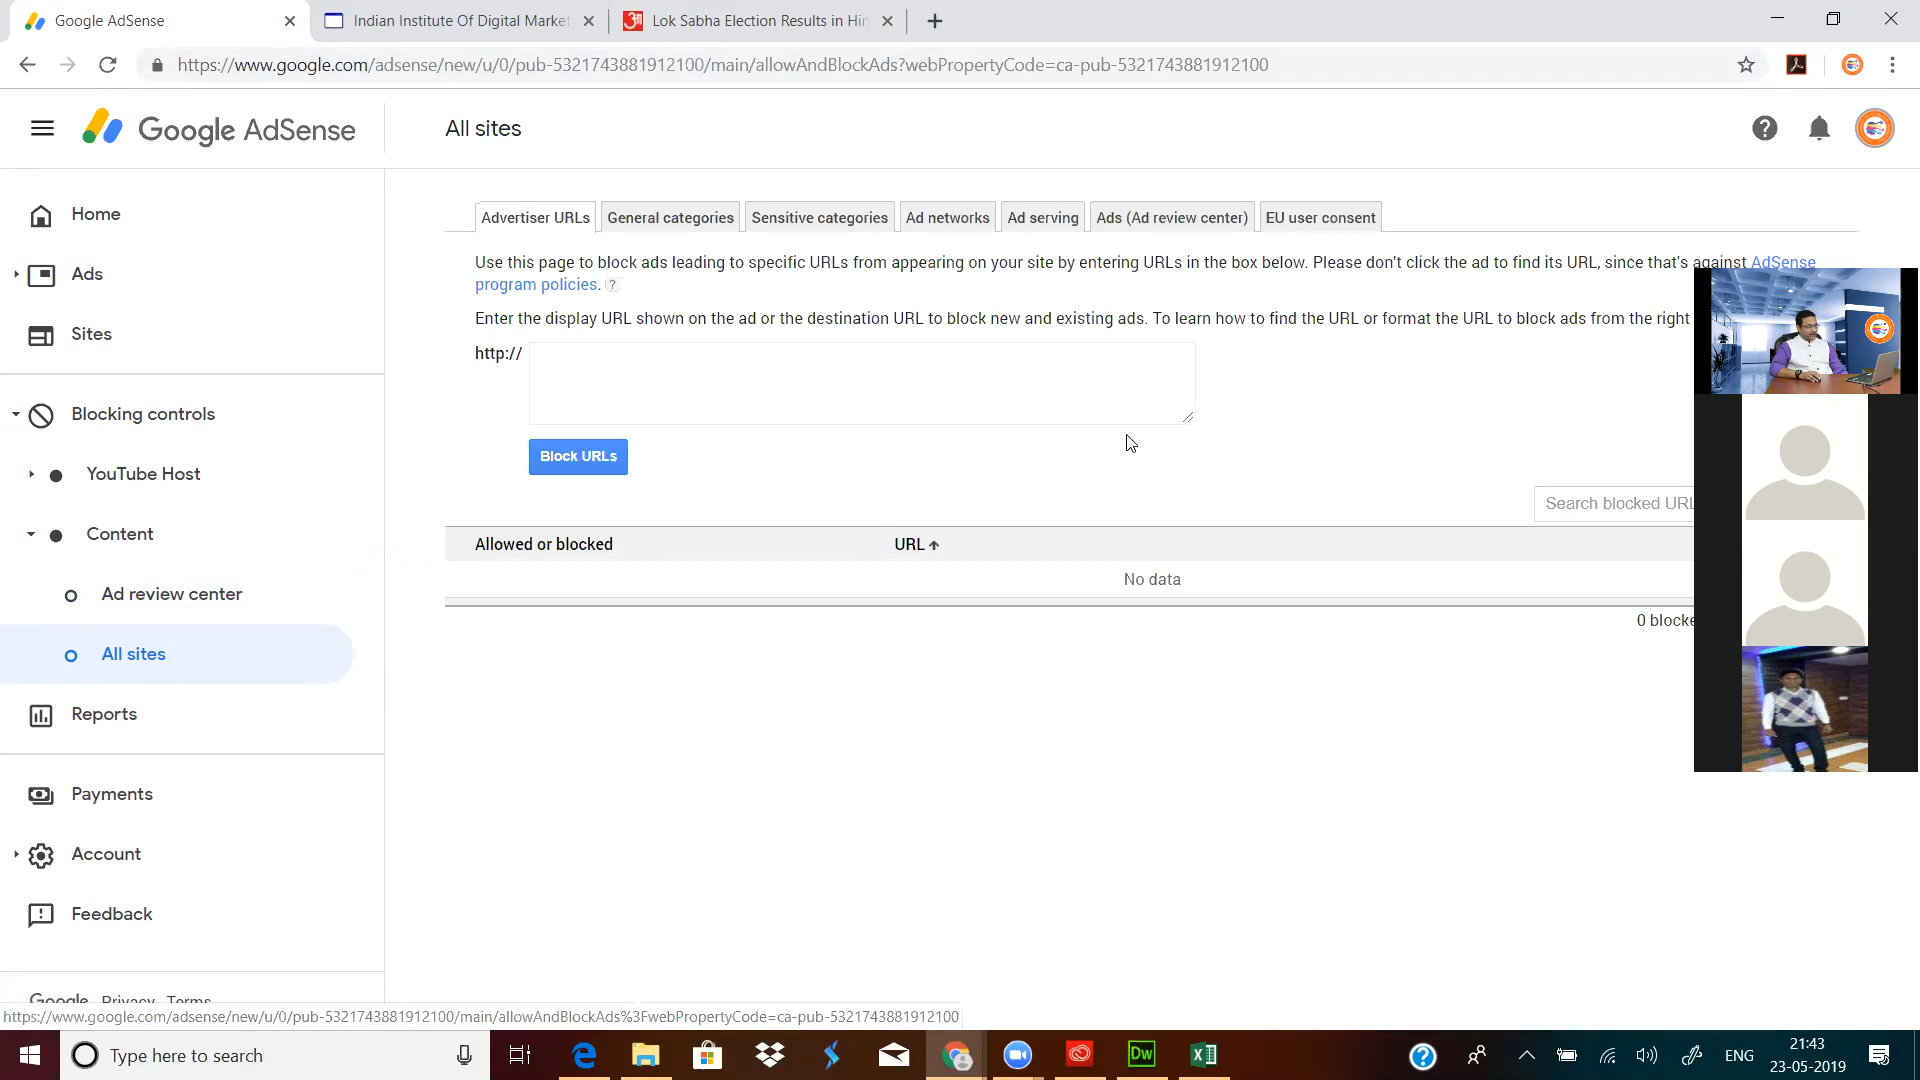 Google AdSense
Indian Institute Of Digital Market
Lok Sabha Election Results in Hin
https://www.google.com/adsense/new/u/0/pub-5321743881912100/main/allowAndBlockAds?webPropertyCode=ca-pub-5321743881912100
Google AdSense
All sites
Home
Ads
Sites
Blocking controls
YouTube Host
Content
Ad review center
All sites
Reports
Payments
Account
Feedback
Google Privacy Terms
Advertiser URLs
General categories
Sensitive categories
Ad networks
Ad serving
Ads (Ad review center)
EU user consent
Use this page to block ads leading to specific URLs from appearing on your site by entering URLs in the box below. Please don't click the ad to find its URL, since that's against AdSense
program policies. ?
Enter the display URL shown on the ad or the destination URL to block new and existing ads. To learn how to find the URL or format the URL to block ads from the right
http://
Block URLs
Search blocked URL
Allowed or blocked
URL
No data
0 blocke
https://www.google.com/adsense/new/u/0/pub-5321743881912100/main/allowAndBlockAds%3FwebPropertyCode=ca-pub-5321743881912100
Type here to search
Dw
ENG
21:43
23-05-2019